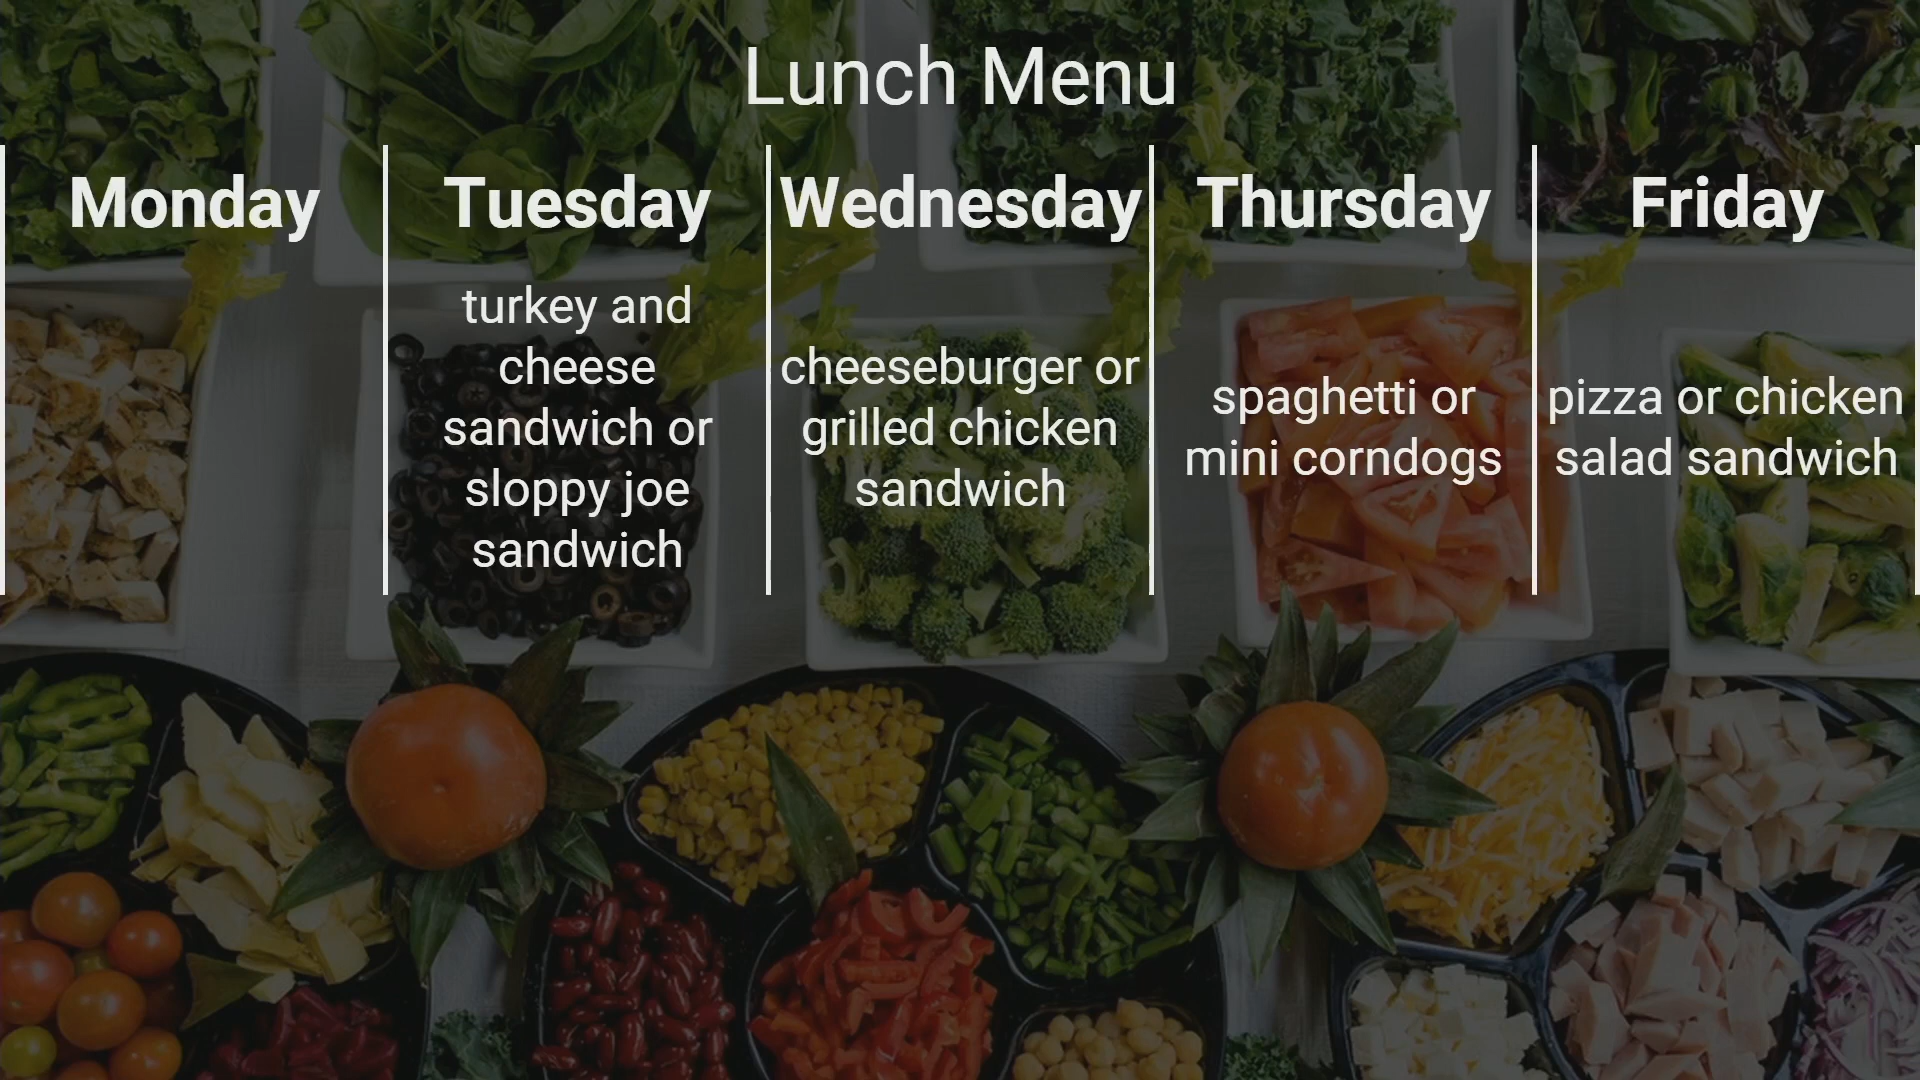 Lunch Menu
Monday
Tuesday
Wednesday
Thursday
Friday
turkey and
cheese
sandwich or
sloppy joe
sandwich
cheeseburger or
grilled chicken
sandwich
spaghetti or
mini corndogs
pizza or chicken
salad sandwich